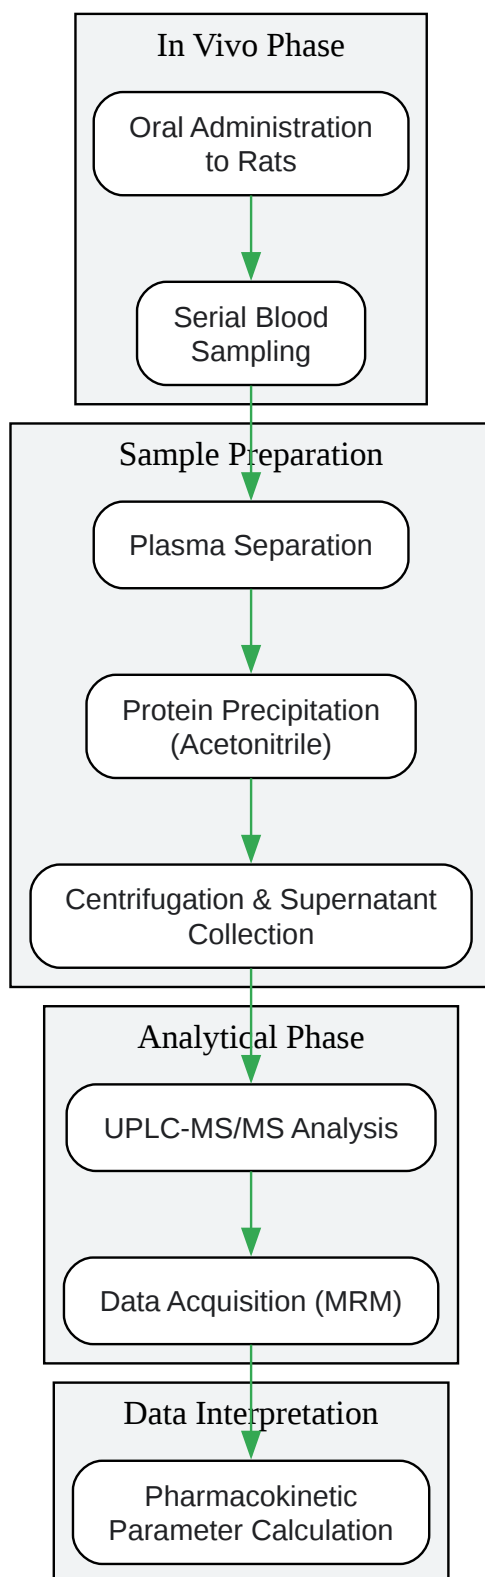 In Vivo Phase
Oral Administration
to Rats
Serial Blood
Sampling
Sample Preparation
Plasma Separation
Protein Precipitation
(Acetonitrile)
Centrifugation & Supernatant
Collection
Analytical Phase
UPLC-MS/MS Analysis
Data Acquisition (MRM)
Data Interpretation
Pharmacokinetic
Parameter Calculation